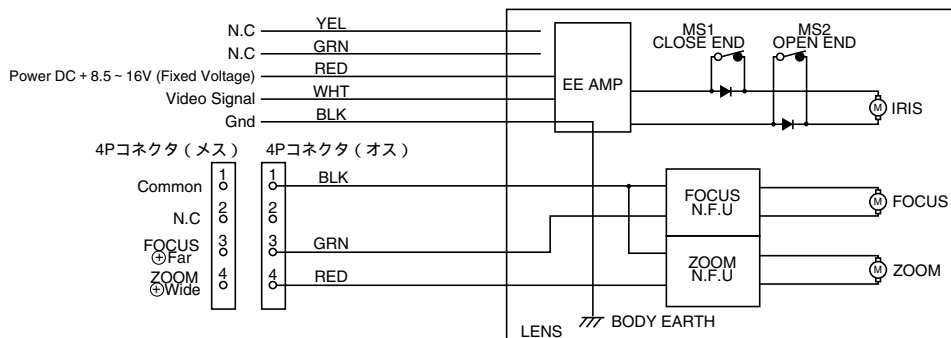 N.C YEL
N.C GRN
Power DC + 8.5 ~ 16V (Fixed Voltage) RED
Video Signal WHT
Gnd BLK
EE AMP
MS1
CLOSE END
MS2
OPEN END
M IRIS
4Pコネクタ(メス) 4Pコネクタ(オス)
Common 1 1 BLK
N.C 2 2
FOCUS
⊕Far 3 3 GRN
ZOOM
⊕Wide 4 4 RED
FOCUS
N.F.U
M FOCUS
ZOOM
N.F.U
M ZOOM
BODY EARTH
LENS